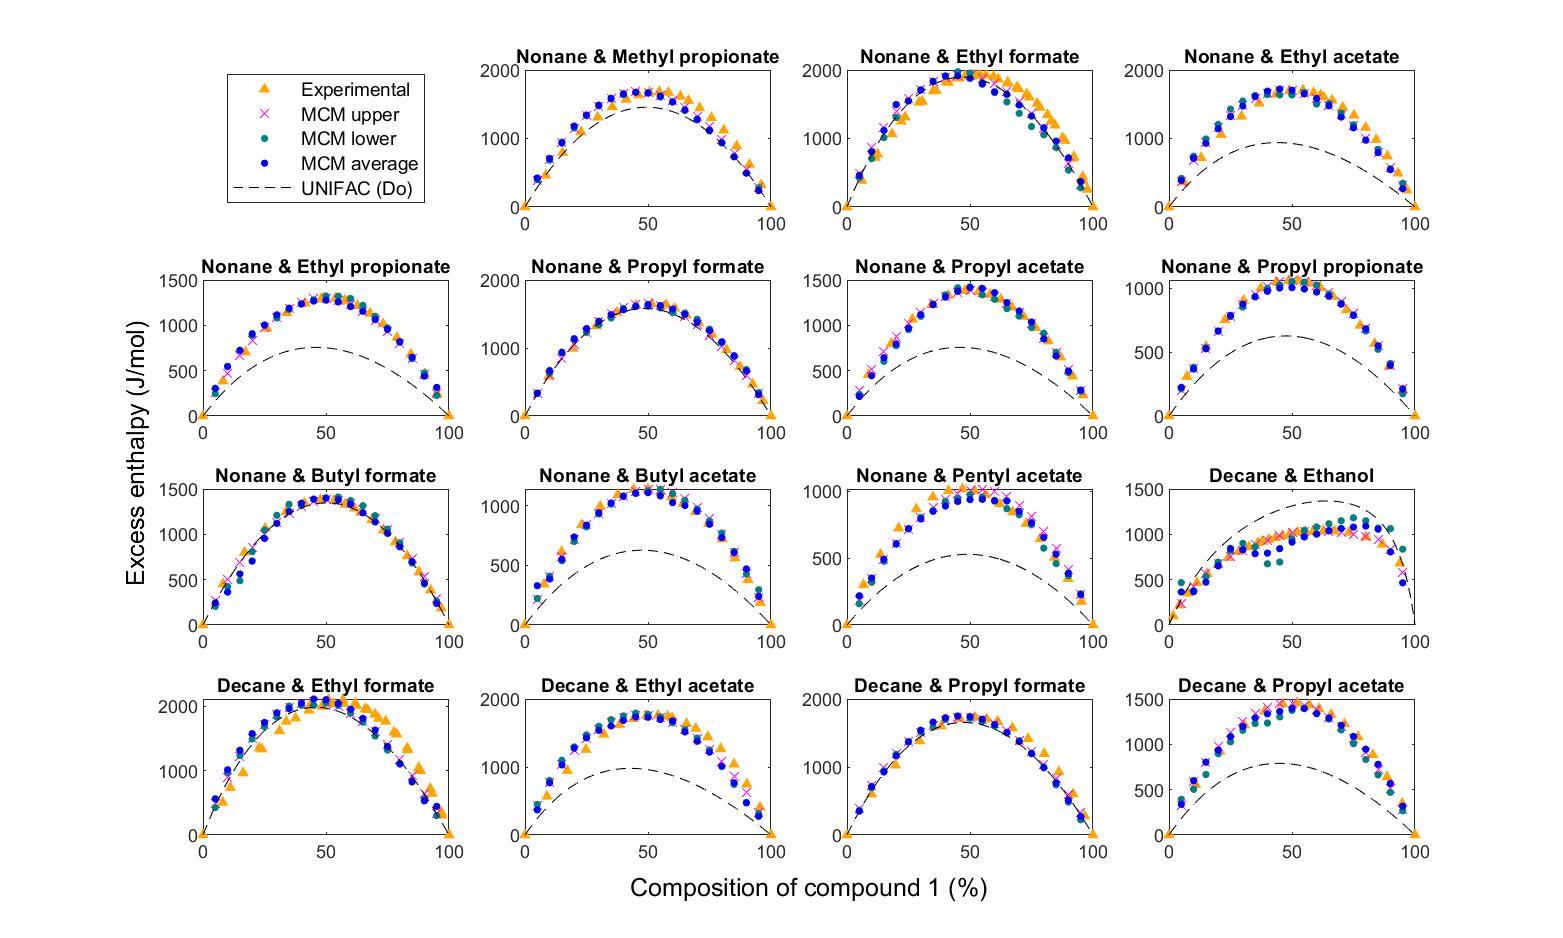 Experimental
MCM upper
MCM lower
MCM average
UNIFAC (Do)
Nonane & Methyl propionate
2000
1000
0
0 50 100
Nonane & Ethyl formate
2000
1000
0
0 50 100
Nonane & Ethyl acetate
2000
1000
0
0 50 100
Nonane & Ethyl propionate
1500
1000
500
0
0 50 100
Nonane & Propyl formate
2000
1000
0
0 50 100
Nonane & Propyl acetate
1500
1000
500
0
0 50 100
Nonane & Propyl propionate
1000
500
0
0 50 100
Nonane & Butyl formate
1500
1000
500
0
0 50 100
Nonane & Butyl acetate
1000
500
0
0 50 100
Nonane & Pentyl acetate
1000
500
0
0 50 100
Decane & Ethanol
1500
1000
500
0
0 50 100
Decane & Ethyl formate
2000
1000
0
0 50 100
Decane & Ethyl acetate
2000
1000
0
0 50 100
Decane & Propyl formate
2000
1000
0
0 50 100
Decane & Propyl acetate
1500
1000
500
0
0 50 100
Excess enthalpy (J/mol)
Composition of compound 1 (%)